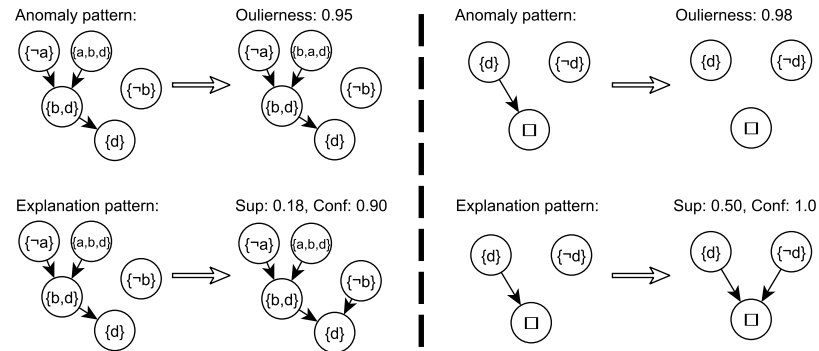 Anomaly pattern:
Oulierness: 0.95
{¬a}
{a,b,d}
{¬b}
{b,d}
{d}
{¬a}
{b,a,d}
{¬b}
{b,d}
{d}
Explanation pattern:
Sup: 0.18, Conf: 0.90
{¬a}
{a,b,d}
{¬b}
{b,d}
{d}
{¬a}
{a,b,d}
{¬b}
{b,d}
{d}
Anomaly pattern:
Oulierness: 0.98
{d}
{¬d}
□
{d}
{¬d}
□
Explanation pattern:
Sup: 0.50, Conf: 1.0
{d}
{¬d}
□
{d}
{¬d}
□